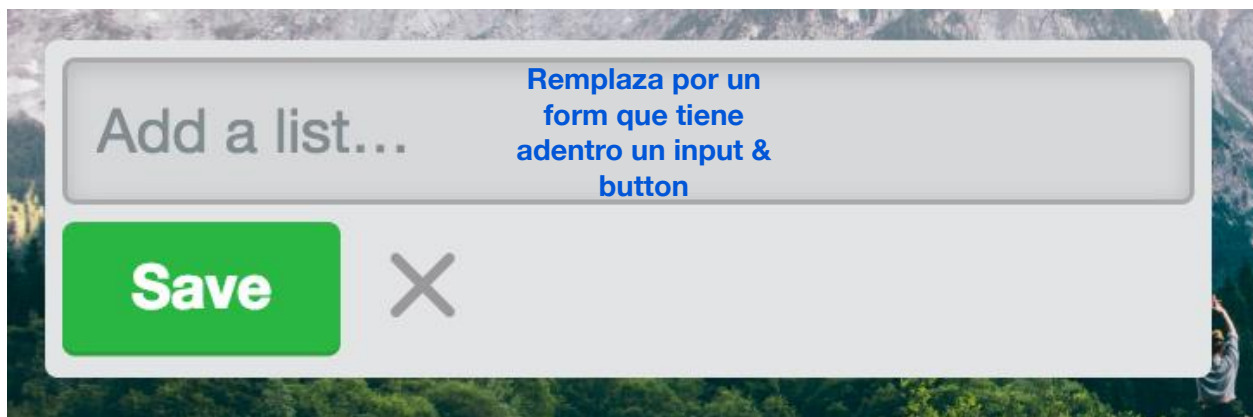 Add a list...
Remplaza por un
form que tiene
adentro un input &
button
Save